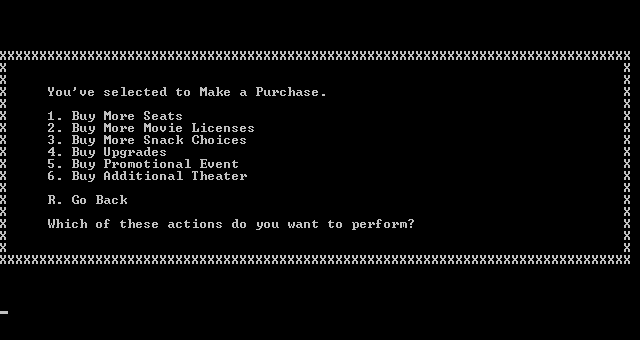 XXXXXXXXXXXXXXXXXXXXXXXXXXXXXXXXXXXXXXXXXXXXXXXXXXXXXXXXXXXXXXXXXXXXXXXXXXXXXXX
X X
X X
X You've selected to Make a Purchase. X
X X
X 1. Buy More Seats X
X 2. Buy More Movie Licenses X
X 3. Buy More Snack Choices X
X 4. Buy Upgrades X
X 5. Buy Promotional Event X
X 6. Buy Additional Theater X
X X
X R. Go Back X
X X
X Which of these actions do you want to perform? X
X X
X X
XXXXXXXXXXXXXXXXXXXXXXXXXXXXXXXXXXXXXXXXXXXXXXXXXXXXXXXXXXXXXXXXXXXXXXXXXXXXXXX